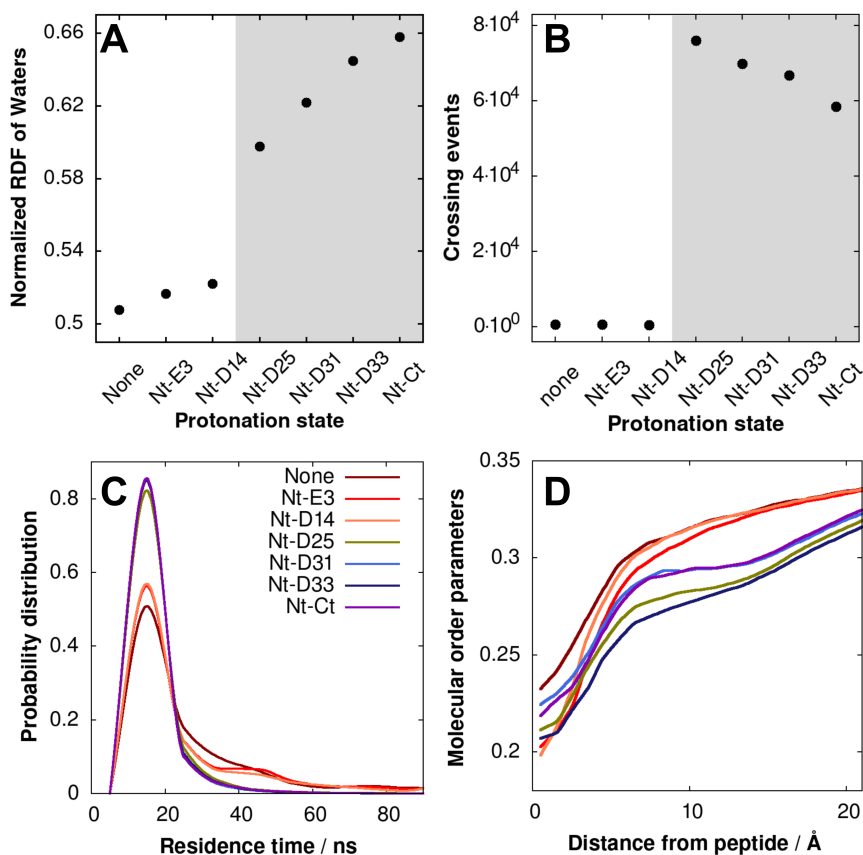 A
Normalized RDF of Waters
0.66
0.62
0.58
0.54
0.5
None
Nt-E3
Nt-D14
Nt-D25
Nt-D31
Nt-D33
Nt-Ct
Protonation state
B
Crossing events
8·10⁴
6·10⁴
4·10⁴
2·10⁴
0·10⁰
none
Nt-E3
Nt-D14
Nt-D25
Nt-D31
Nt-D33
Nt-Ct
Protonation state
C
Probability distribution
0.8
0.6
0.4
0.2
0
None
Nt-E3
Nt-D14
Nt-D25
Nt-D31
Nt-D33
Nt-Ct
0 20 40 60 80
Residence time / ns
D
Molecular order parameters
0.35
0.3
0.25
0.2
0 10 20
Distance from peptide / Å